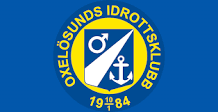 OXELÖSUNDS IDROTTSKLUBB
19 10/1 84